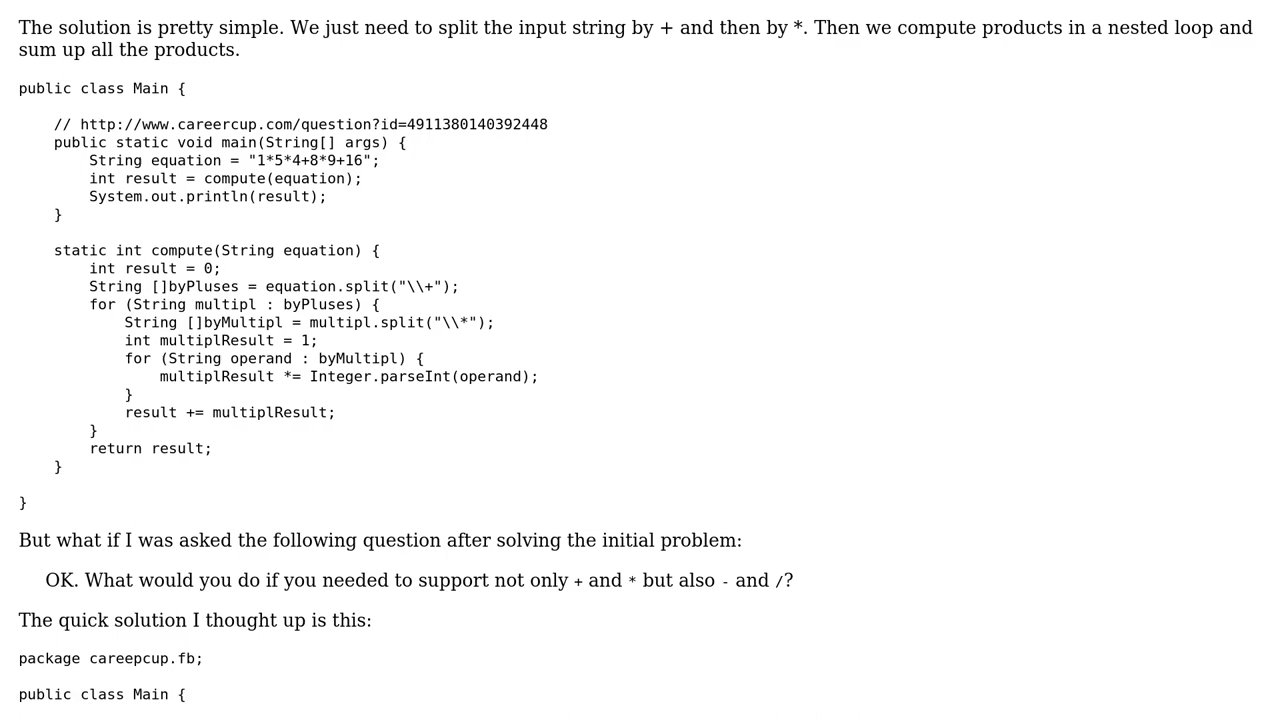 The solution is pretty simple. We just need to split the input string by + and then by *. Then we compute products in a nested loop and
sum up all the products.
public class Main {
    // http://www.careercup.com/question?id=4911380140392448
    public static void main(String[] args) {
        String equation = "1*5*4+8*9+16";
        int result = compute(equation);
        System.out.println(result);
    }
    static int compute(String equation) {
        int result = 0;
        String []byPluses = equation.split("\\+");
        for (String multipl : byPluses) {
            String []byMultipl = multipl.split("\\*");
            int multiplResult = 1;
            for (String operand : byMultipl) {
                multiplResult *= Integer.parseInt(operand);
            }
            result += multiplResult;
        }
        return result;
    }
}
But what if I was asked the following question after solving the initial problem:
OK. What would you do if you needed to support not only + and * but also - and /?
The quick solution I thought up is this:
package careepcup.fb;
public class Main {